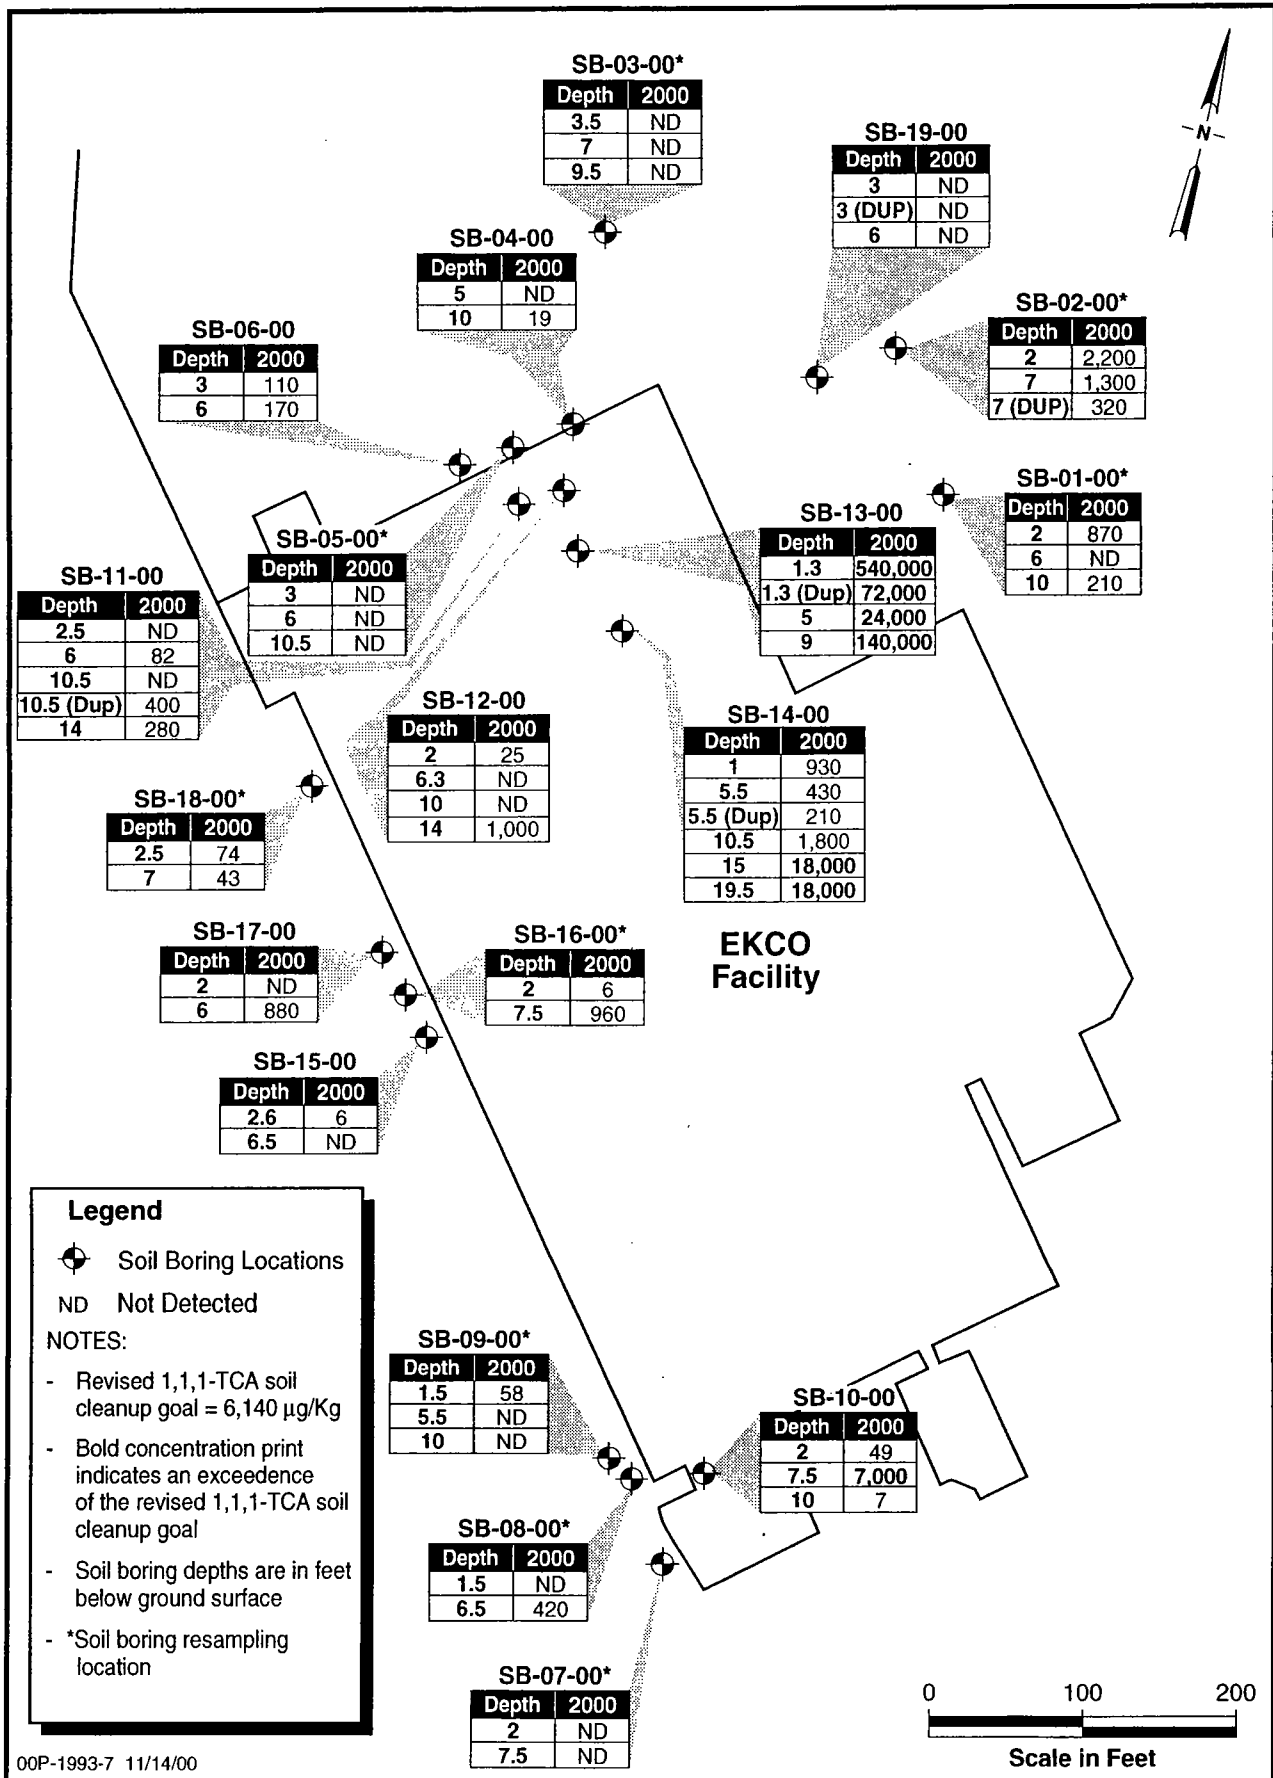 SB-03-00*
Depth 2000
3.5 ND
7 ND
9.5 ND
N
SB-19-00
Depth 2000
3 ND
3 (DUP) ND
6 ND
SB-04-00
Depth 2000
5 ND
10 19
SB-02-00*
Depth 2000
2 2,200
7 1,300
7 (DUP) 320
SB-06-00
Depth 2000
3 110
6 170
SB-01-00*
Depth 2000
2 870
6 ND
10 210
SB-13-00
Depth 2000
1.3 540,000
1.3 (Dup) 72,000
5 24,000
9 140,000
SB-05-00*
Depth 2000
3 ND
6 ND
10.5 ND
SB-11-00
Depth 2000
2.5 ND
6 82
10.5 ND
10.5 (Dup) 400
14 280
SB-12-00
Depth 2000
2 25
6.3 ND
10 ND
14 1,000
SB-14-00
Depth 2000
1 930
5.5 430
5.5 (Dup) 210
10.5 1,800
15 18,000
19.5 18,000
SB-18-00*
Depth 2000
2.5 74
7 43
SB-17-00
Depth 2000
2 ND
6 880
SB-16-00*
Depth 2000
2 6
7.5 960
EKCO
Facility
SB-15-00
Depth 2000
2.6 6
6.5 ND
Legend
Soil Boring Locations
ND Not Detected
NOTES:
- Revised 1,1,1-TCA soil
cleanup goal = 6,140 µg/Kg
- Bold concentration print
indicates an exceedence
of the revised 1,1,1-TCA soil
cleanup goal
- Soil boring depths are in feet
below ground surface
- *Soil boring resampling
location
SB-09-00*
Depth 2000
1.5 58
5.5 ND
10 ND
SB-10-00
Depth 2000
2 49
7.5 7,000
10 7
SB-08-00*
Depth 2000
1.5 ND
6.5 420
SB-07-00*
Depth 2000
2 ND
7.5 ND
0 100 200
Scale in Feet
00P-1993-7 11/14/00